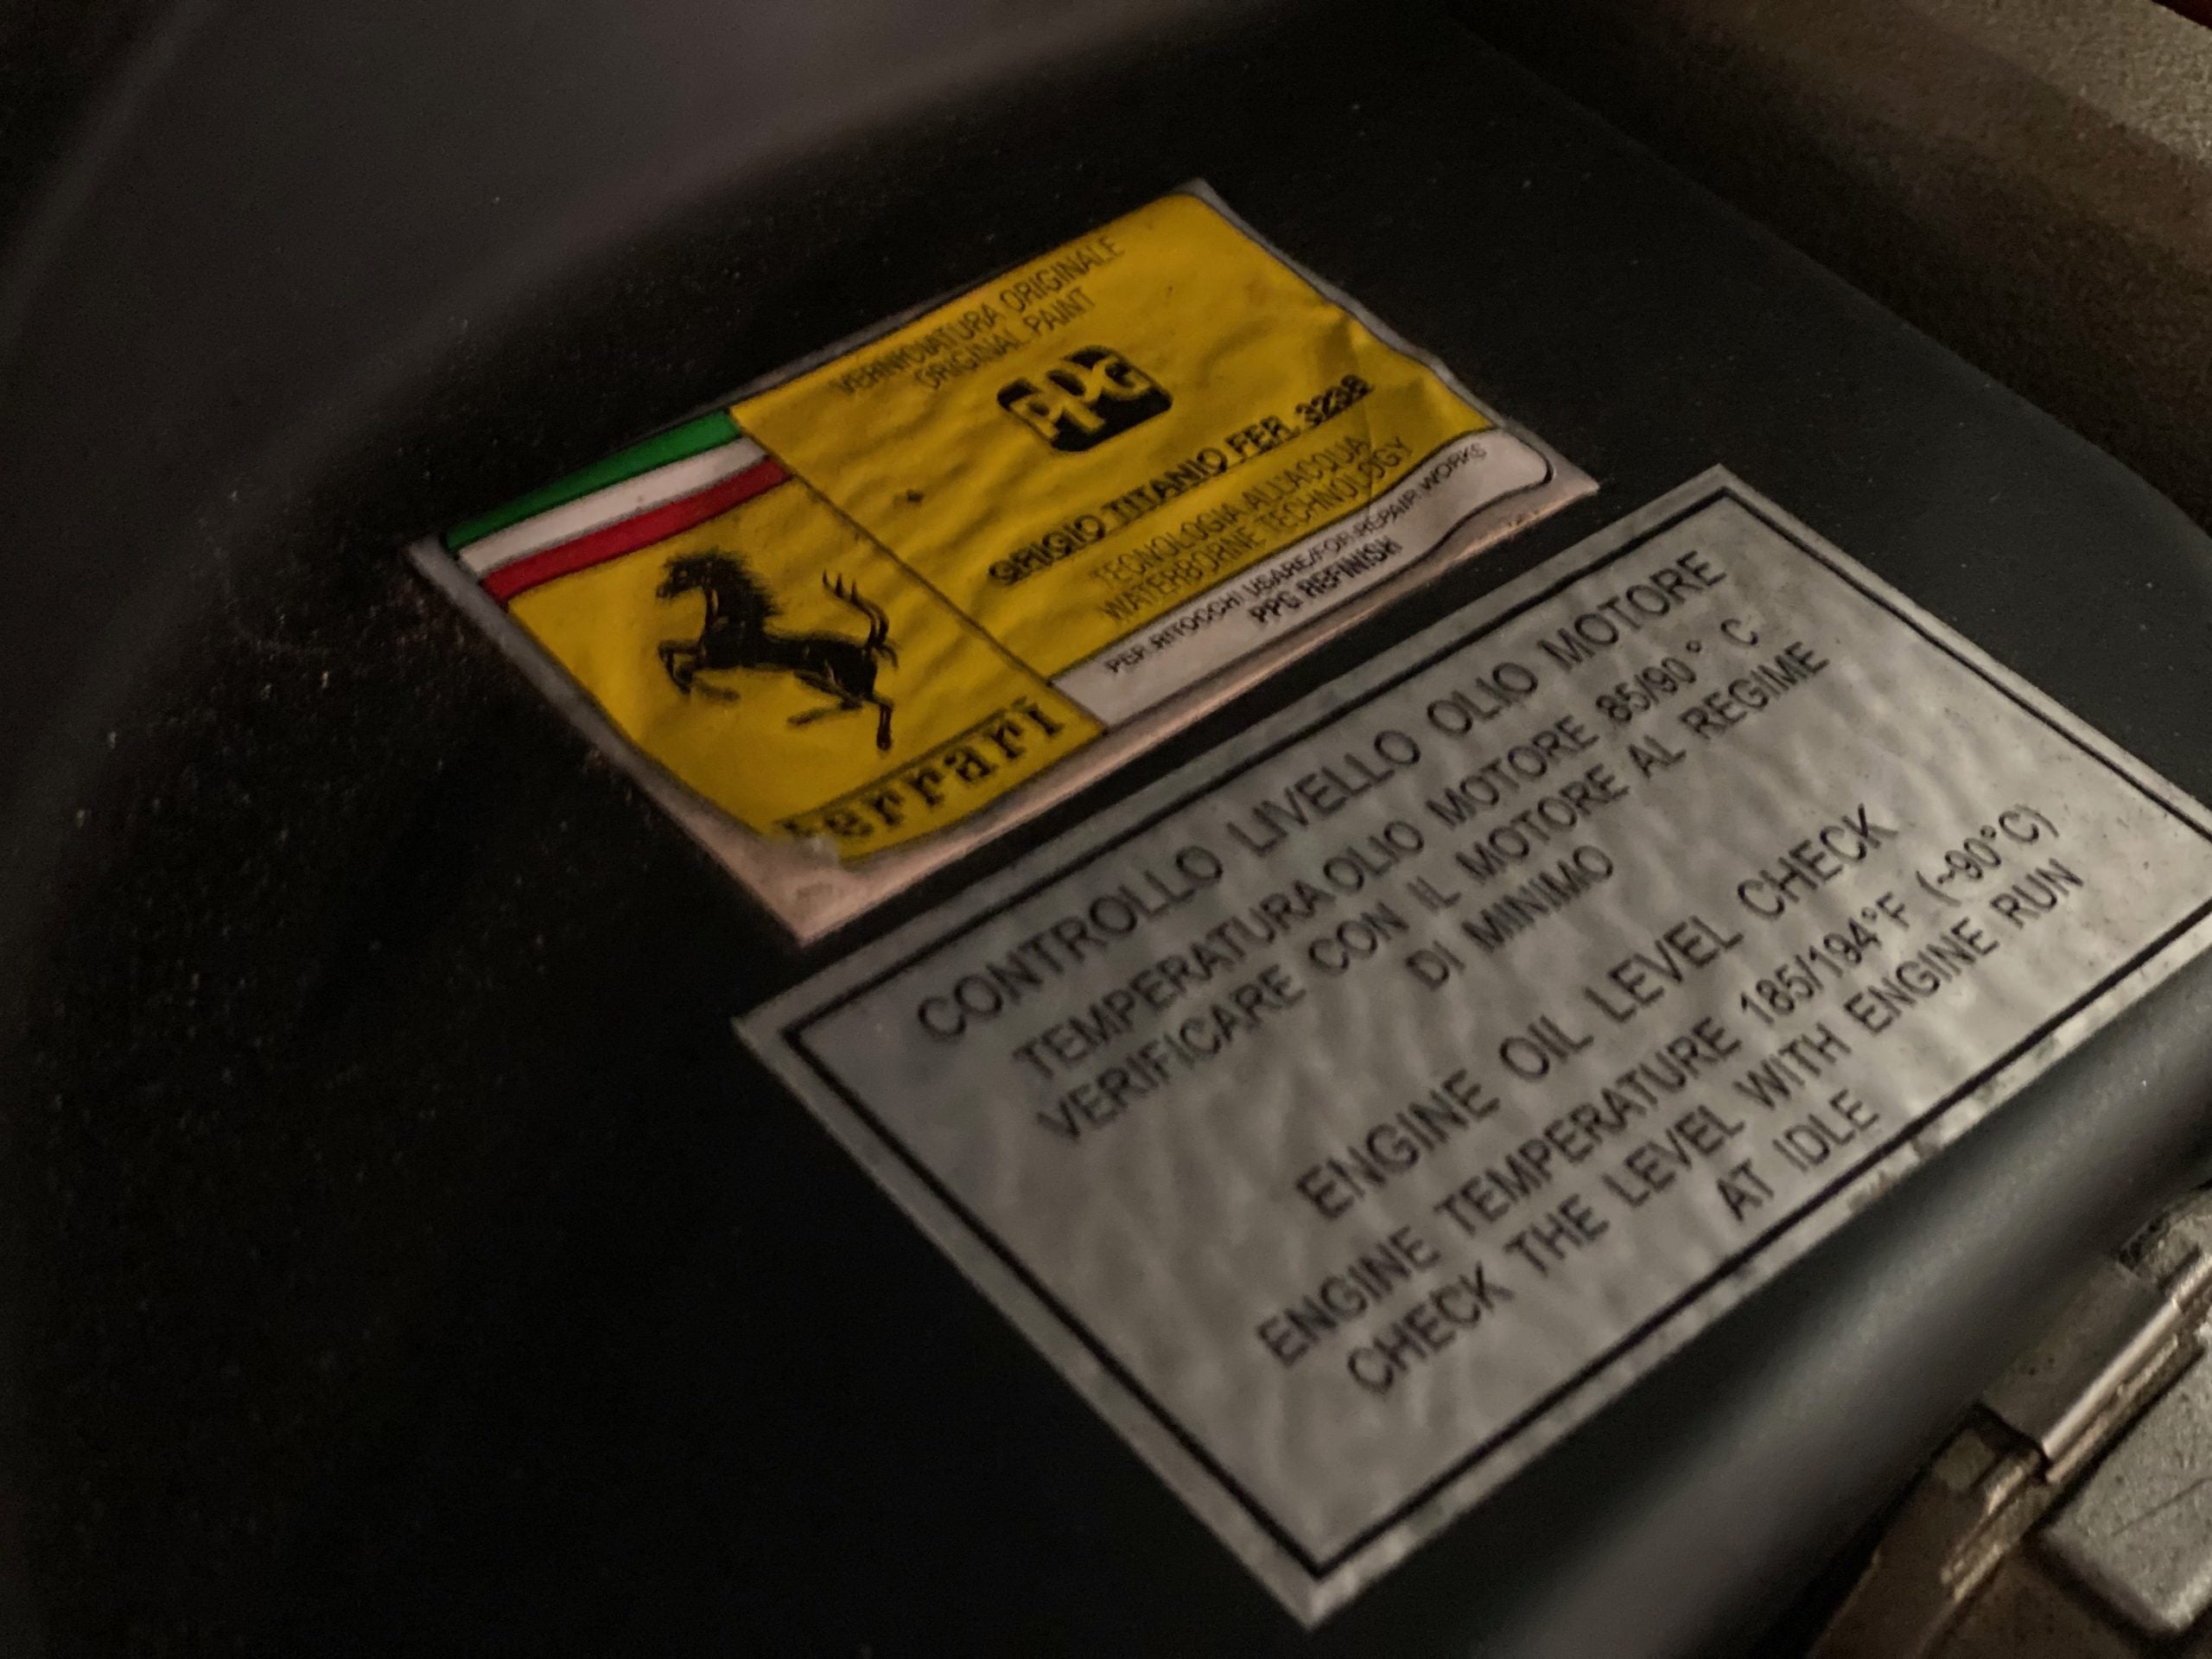 VERNICIATURA ORIGINALE
ORIGINAL PAINT
PPG
GRIGIO TITANIO FER. 3238
TECNOLOGIA ALL'ACQUA
WATERBORNE TECHNOLOGY
PER RITOCCHI USARE/FOR REPAIR WORKS
PPG REFINISH
Ferrari
CONTROLLO LIVELLO OLIO MOTORE
TEMPERATURA OLIO MOTORE 85/90° C
VERIFICARE CON IL MOTORE AL REGIME
DI MINIMO
ENGINE OIL LEVEL CHECK
ENGINE TEMPERATURE 185/194°F (~90°C)
CHECK THE LEVEL WITH ENGINE RUN
AT IDLE